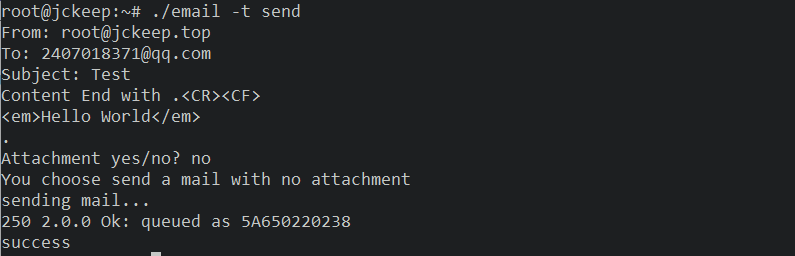 root@jckeep:~# ./email -t send
From: root@jckeep.top
To: 2407018371@qq.com
Subject: Test
Content End with .<CR><CF>
<em>Hello World</em>
.
Attachment yes/no? no
You choose send a mail with no attachment
sending mail...
250 2.0.0 Ok: queued as 5A650220238
success